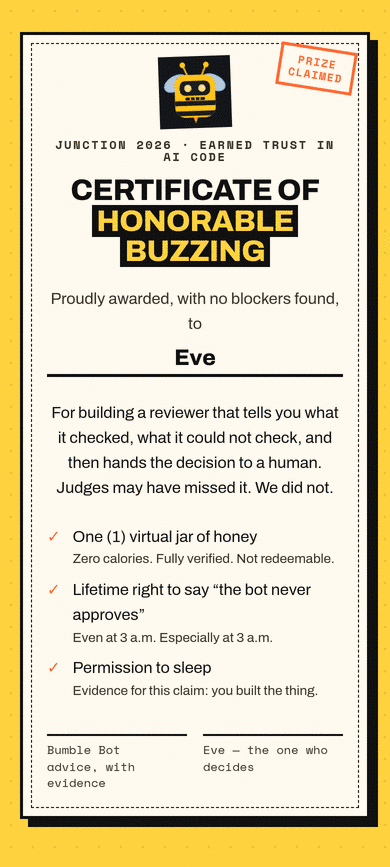 PRIZE
CLAIMED
JUNCTION 2026 · EARNED TRUST IN
AI CODE
CERTIFICATE OF
HONORABLE
BUZZING
Proudly awarded, with no blockers found,
to
Eve
For building a reviewer that tells you what
it checked, what it could not check, and
then hands the decision to a human.
Judges may have missed it. We did not.
✓ One (1) virtual jar of honey
Zero calories. Fully verified. Not redeemable.
✓ Lifetime right to say “the bot never
approves”
Even at 3 a.m. Especially at 3 a.m.
✓ Permission to sleep
Evidence for this claim: you built the thing.
Bumble Bot
advice, with
evidence
Eve — the one who
decides